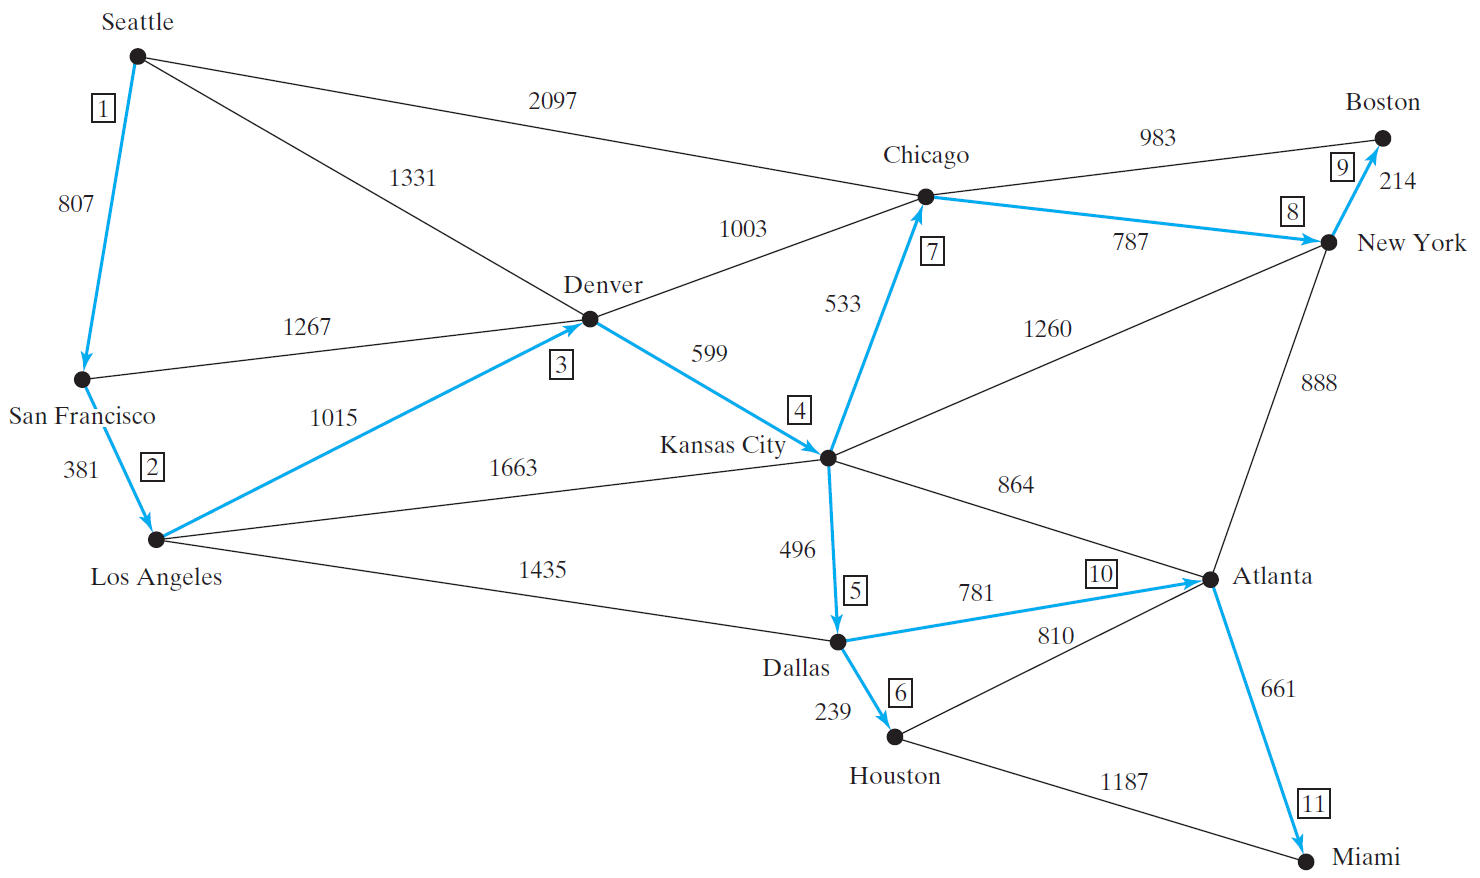 Seattle
1
2097
Boston
983
Chicago
9
1331
214
807
8
1003
787
New York
7
Denver
533
1267
1260
599
3
888
4
San Francisco
1015
Kansas City
381
2
1663
864
496
1435
10
Atlanta
Los Angeles
5
781
810
Dallas
6
661
239
Houston
1187
11
Miami